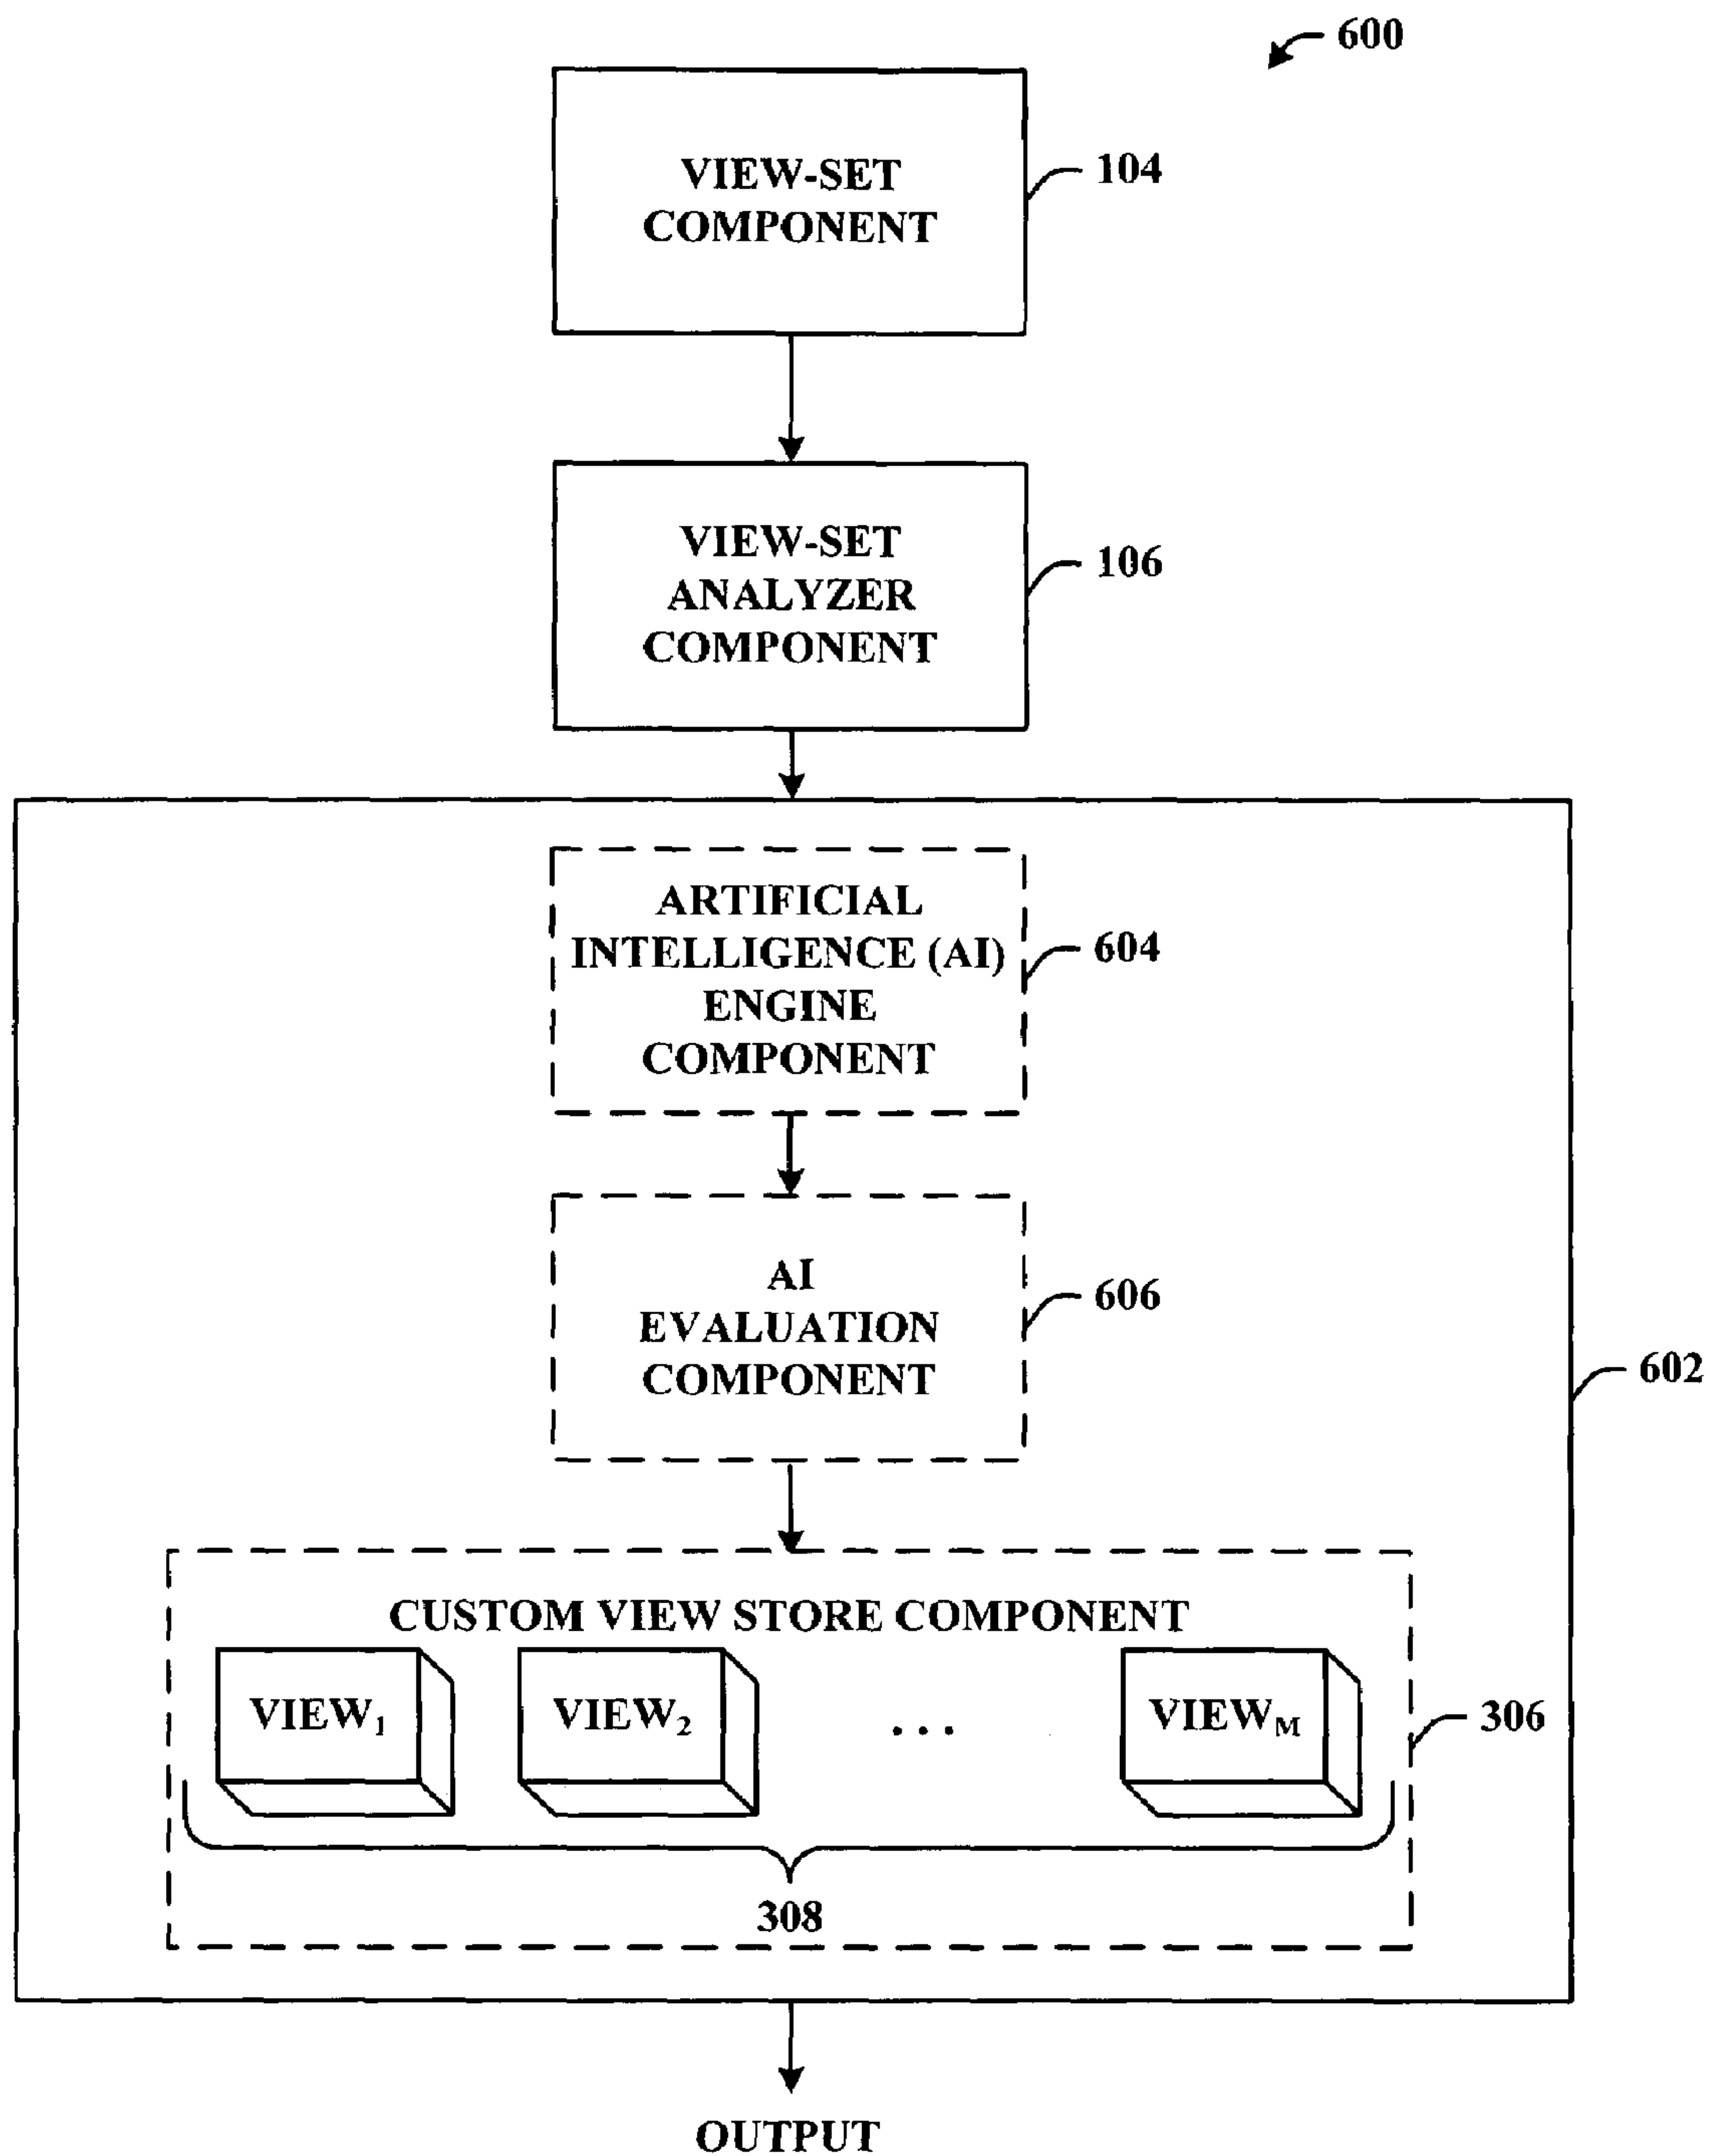 600
VIEW-SET
COMPONENT
104
VIEW-SET
ANALYZER
COMPONENT
106
ARTIFICIAL
INTELLIGENCE (AI)
ENGINE
COMPONENT
604
AI
EVALUATION
COMPONENT
606
602
CUSTOM VIEW STORE COMPONENT
VIEW₁ VIEW₂ ... VIEW_M
306
308
OUTPUT